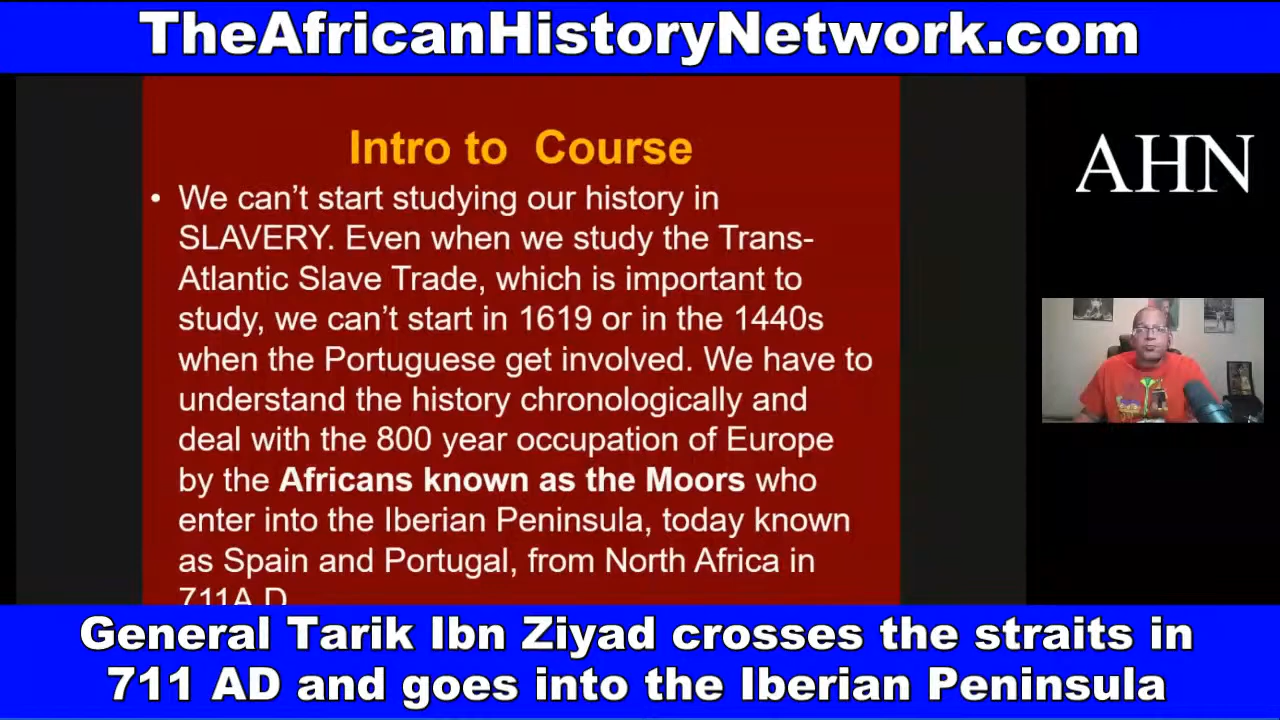 TheAfricanHistoryNetwork.com
Intro to Course
AHN
• We can't start studying our history in
SLAVERY. Even when we study the Trans-
Atlantic Slave Trade, which is important to
study, we can't start in 1619 or in the 1440s
when the Portuguese get involved. We have to
understand the history chronologically and
deal with the 800 year occupation of Europe
by the Africans known as the Moors who
enter into the Iberian Peninsula, today known
as Spain and Portugal, from North Africa in
711A.D
General Tarik Ibn Ziyad crosses the straits in
711 AD and goes into the Iberian Peninsula